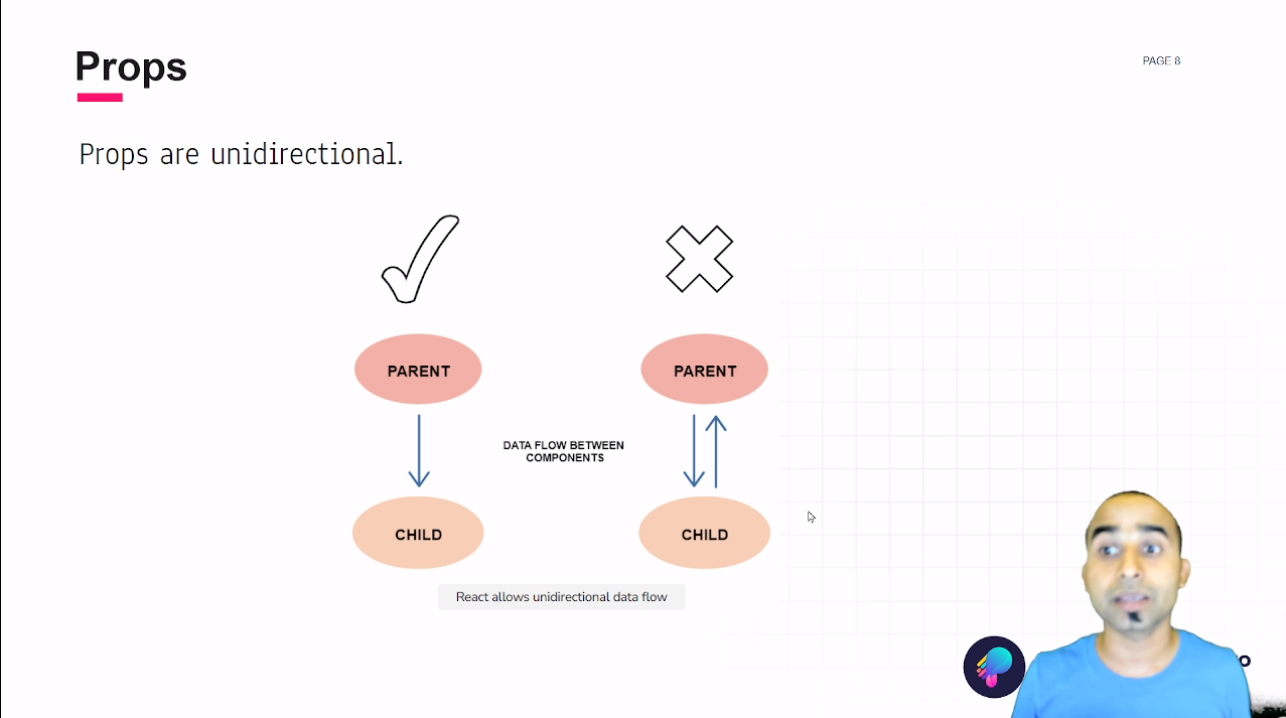 Props
PAGE 8
Props are unidirectional.
PARENT
PARENT
DATA FLOW BETWEEN
COMPONENTS
CHILD
CHILD
React allows unidirectional data flow